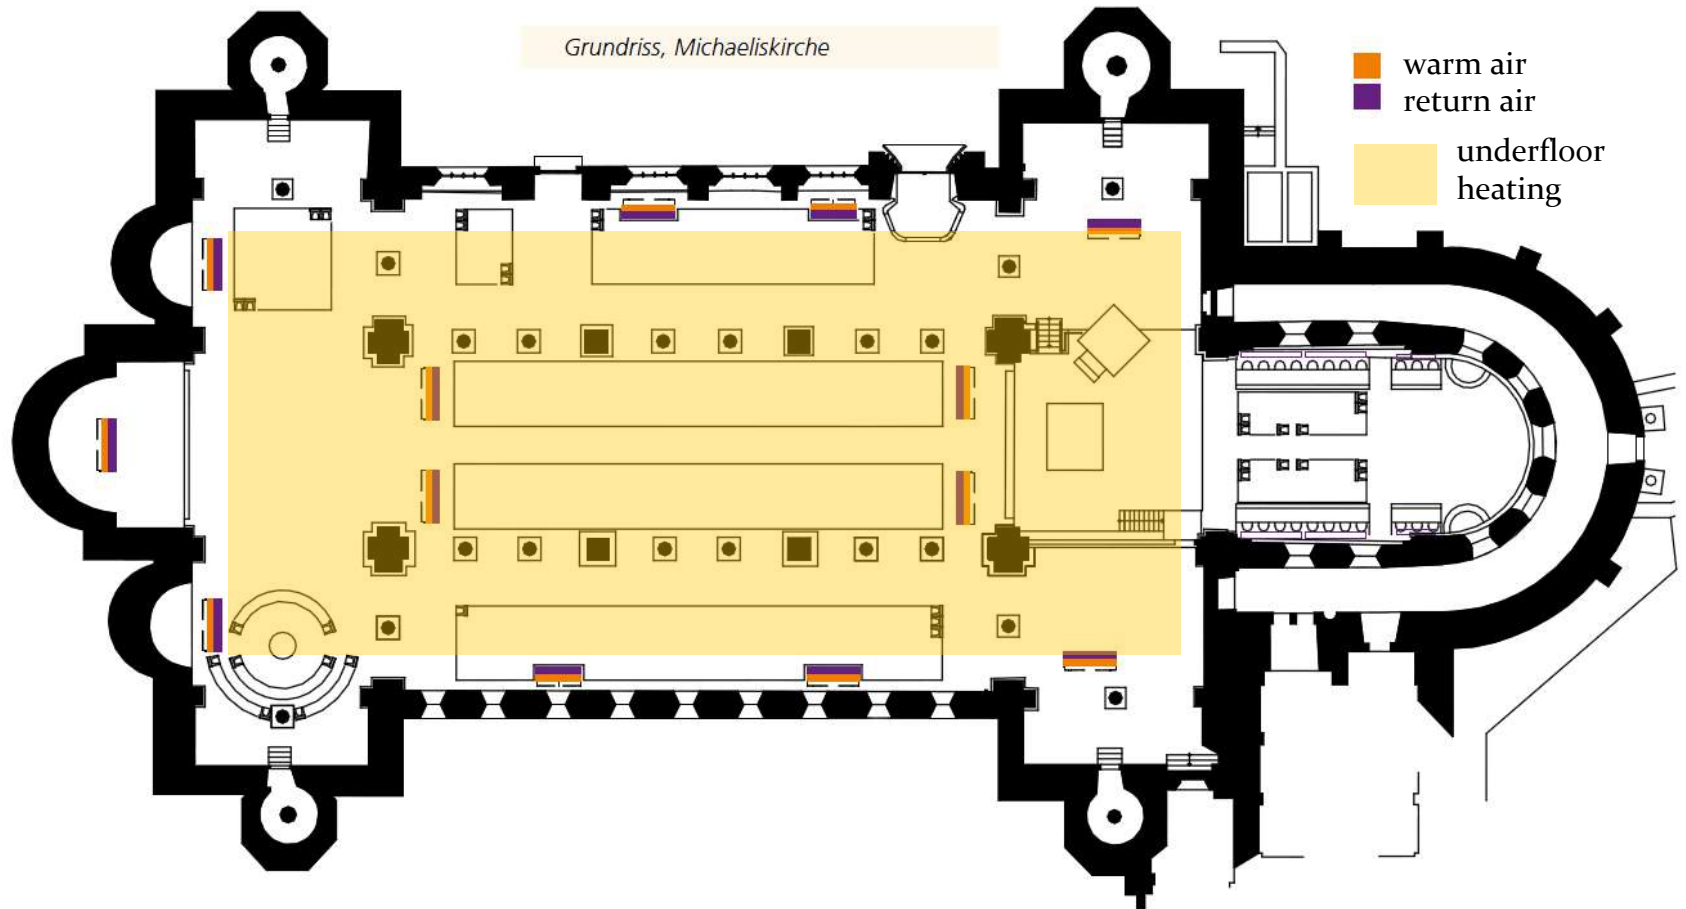 Grundriss, Michaeliskirche
warm air
return air
underfloor
heating